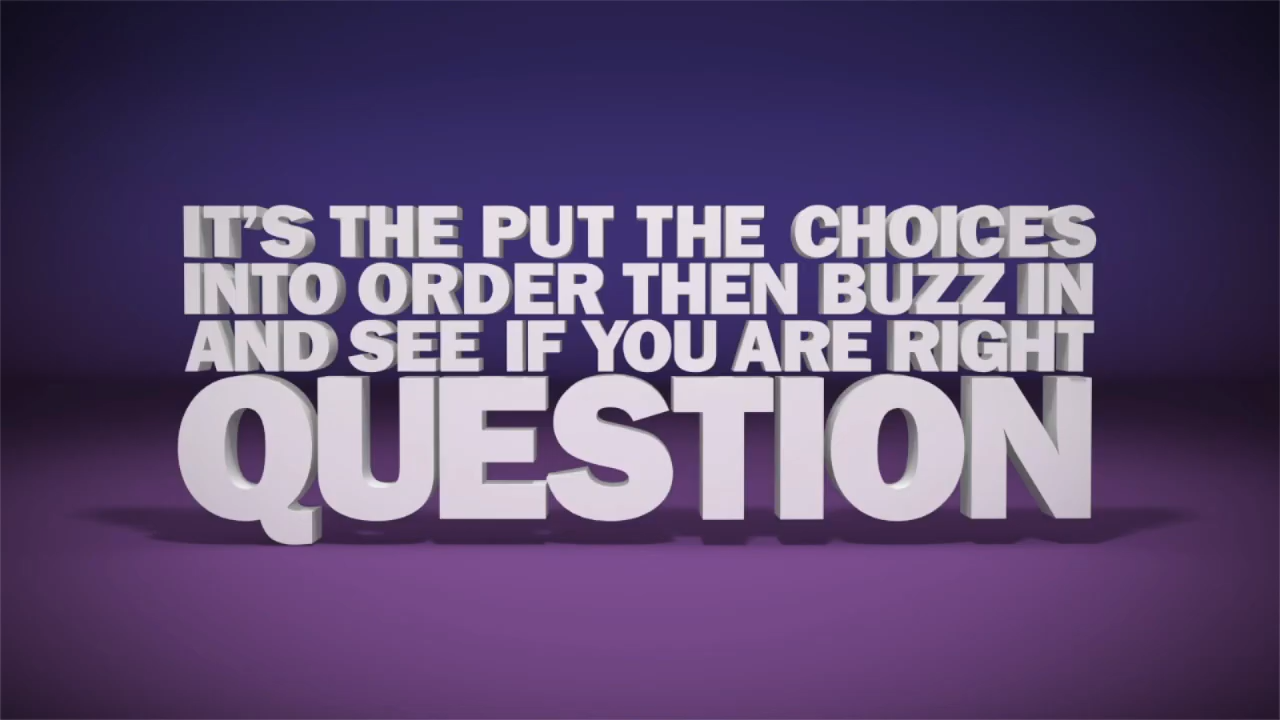 IT'S THE PUT THE CHOICES
INTO ORDER THEN BUZZ IN
AND SEE IF YOU ARE RIGHT
QUESTION